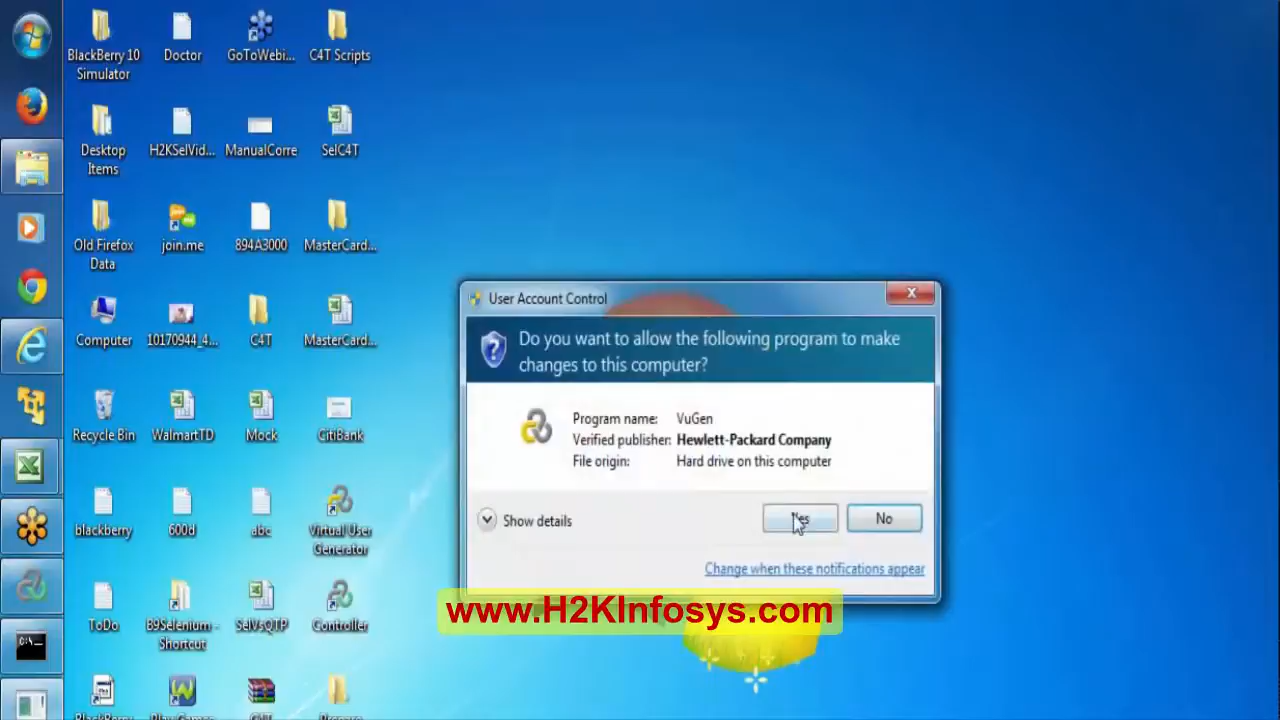 BlackBerry 10
Simulator
Doctor
GoToWebi...
C4T Scripts
Desktop
Items
H2KSelVid...
ManualCorre
SelC4T
Old Firefox
Data
join.me
894A3000
MasterCard...
Computer
10170944_4...
C4T
MasterCard...
Recycle Bin
WalmartTD
Mock
CitiBank
blackberry
600d
abc
Virtual User
Generator
ToDo
B9Selenium -
Shortcut
SelVsQTP
Controller
User Account Control
Do you want to allow the following program to make
changes to this computer?
Program name: VuGen
Verified publisher: Hewlett-Packard Company
File origin: Hard drive on this computer
Show details
Yes
No
Change when these notifications appear
www.H2KInfosys.com